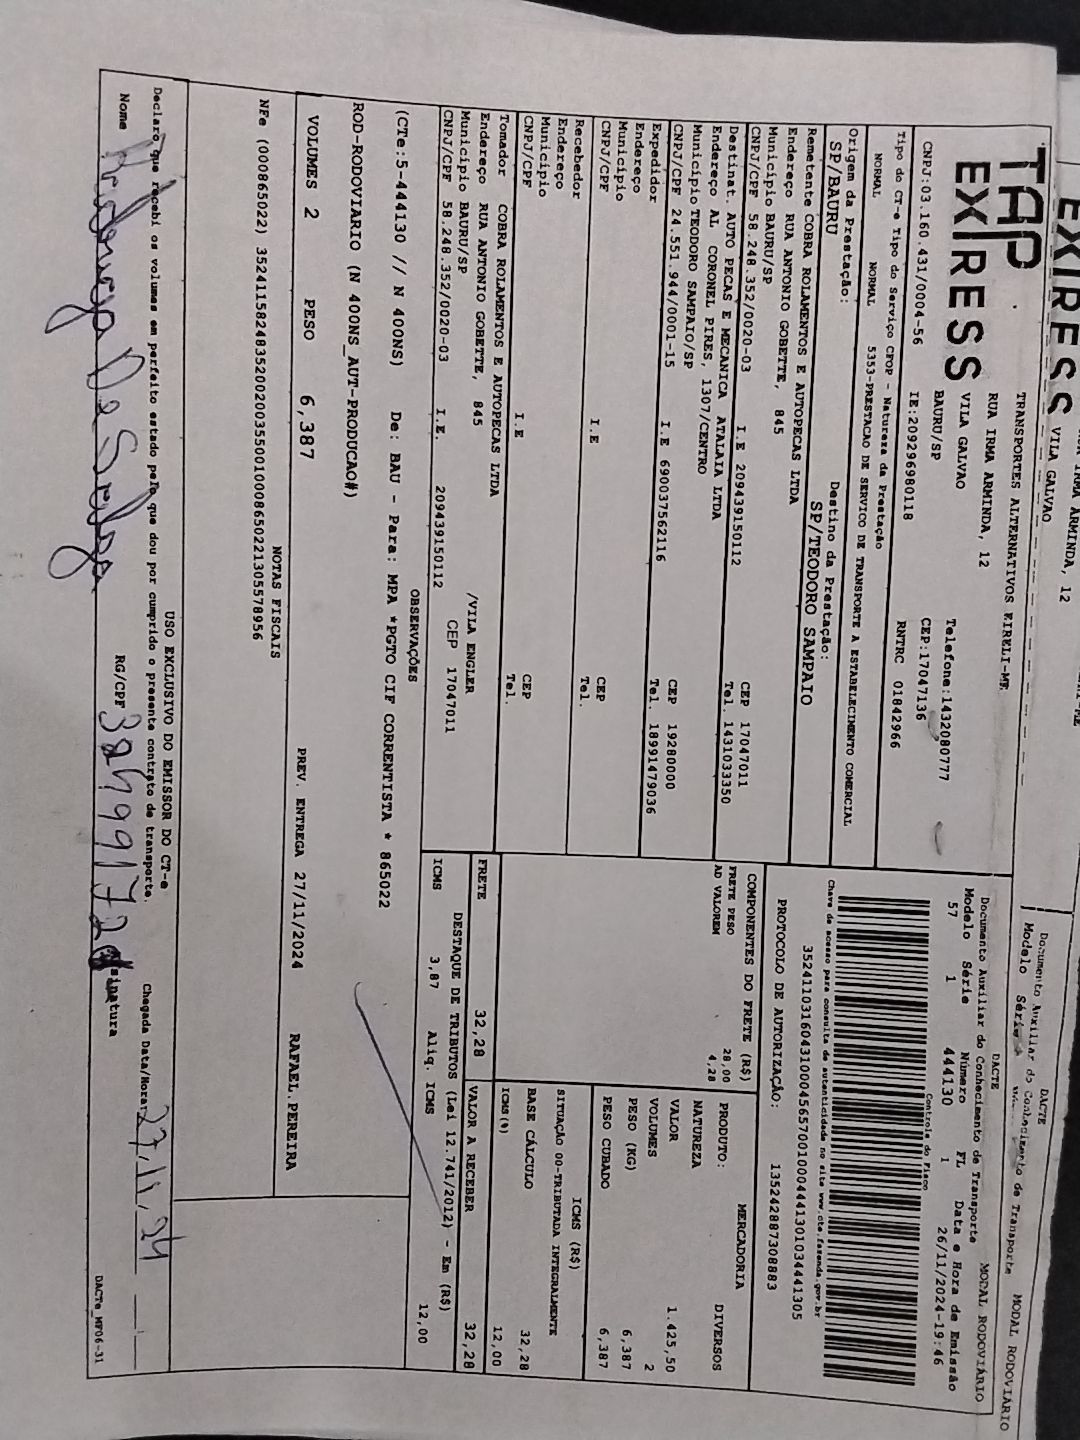 TAP EXPRESS
TRANSPORTES ALTERNATIVOS EIRELI-ME
RUA IRMA ARMINDA, 12
VILA GALVAO
BAURU/SP
Telefone:1432080777
CEP:17047136
CNPJ:03.160.431/0004-56 IE:209296980118 RNTRC 01842966
DACTE MODAL RODOVIÁRIO
Documento Auxiliar do Conhecimento de Transporte
Modelo Série Número FL Data e Hora de Emissão
57 1 444130 1 26/11/2024-19:46
Controle do Fisco
Chave de acesso para consulta de autenticidade no site www.cte.fazenda.gov.br
35241103160431000456570010004441301034441305
PROTOCOLO DE AUTORIZAÇÃO: 135242887308883
Tipo do CT-e Tipo do Serviço CFOP - Natureza da Prestação
NORMAL NORMAL 5353-PRESTACAO DE SERVICO DE TRANSPORTE A ESTABELECIMENTO COMERCIAL
Origem da Prestação: Destino da Prestação:
SP/BAURU SP/TEODORO SAMPAIO
Remetente COBRA ROLAMENTOS E AUTOPECAS LTDA
Endereço RUA ANTONIO GOBETTE, 845
Municipio BAURU/SP CEP 17047011
CNPJ/CPF 58.248.352/0020-03 I.E 209439150112 Tel. 1431033350
Destinat. AUTO PECAS E MECANICA ATALAIA LTDA
Endereço AL CORONEL PIRES, 1307/CENTRO
Municipio TEODORO SAMPAIO/SP CEP 19280000
CNPJ/CPF 24.551.944/0001-15 I.E 690037562116 Tel. 18991479036
Expedidor
Endereço
Municipio CEP
CNPJ/CPF I.E Tel.
Recebedor
Endereço
Municipio CEP
CNPJ/CPF I.E Tel.
Tomador COBRA ROLAMENTOS E AUTOPECAS LTDA
Endereço RUA ANTONIO GOBETTE, 845 /VILA ENGLER
Municipio BAURU/SP CEP 17047011
CNPJ/CPF 58.248.352/0020-03 I.E. 209439150112
COMPONENTES DO FRETE (R$)
FRETE PESO 28,00
AD VALOREM 4,28
MERCADORIA
PRODUTO: DIVERSOS
NATUREZA
VALOR 1.425,50
VOLUMES 2
PESO (KG) 6,387
PESO CUBADO 6,387
ICMS (R$)
SITUAÇÃO 00-TRIBUTADA INTEGRALMENTE
BASE CÁLCULO 32,28
ICMS(%) 12,00
FRETE 32,28 VALOR A RECEBER 32,28
DESTAQUE DE TRIBUTOS (Lei 12.741/2012) - Em (R$)
ICMS 3,87 Aliq. ICMS 12,00
OBSERVAÇÕES
(CTe:5-444130 // N 400NS) De: BAU - Para: MPA *PGTO CIF CORRENTISTA * 865022
ROD-RODOVIARIO (N 400NS_AUT-PRODUCAO#)
VOLUMES 2 PESO 6,387 PREV. ENTREGA 27/11/2024 RAFAEL.PEREIRA
NOTAS FISCAIS
NFe (000865022) 35241158248352002003550010008650221305578956
USO EXCLUSIVO DO EMISSOR DO CT-e
Declaro que recebi os volumes em perfeito estado pelo que dou por cumprido o presente contrato de transporte. Chegada Data/Hora: 27/11/24
Nome RG/CPF Assinatura
DACTe_MF06-31